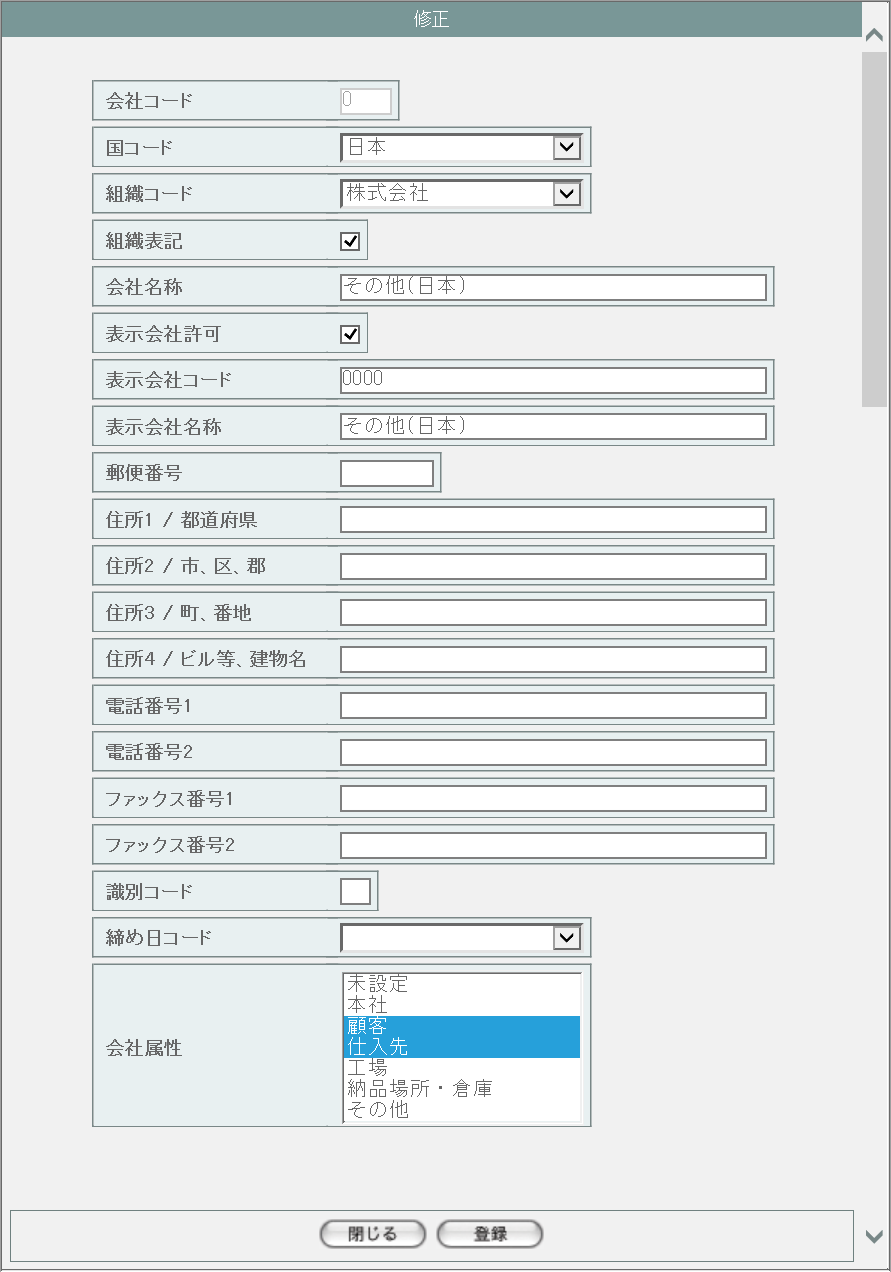 修正
会社コード 0
国コード 日本
組織コード 株式会社
組織表記
会社名称 その他(日本)
表示会社許可
表示会社コード 0000
表示会社名称 その他(日本)
郵便番号
住所1 / 都道府県
住所2 / 市、区、郡
住所3 / 町、番地
住所4 / ビル等、建物名
電話番号1
電話番号2
ファックス番号1
ファックス番号2
識別コード
締め日コード
会社属性
未設定
本社
顧客
仕入先
工場
納品場所・倉庫
その他
閉じる 登録